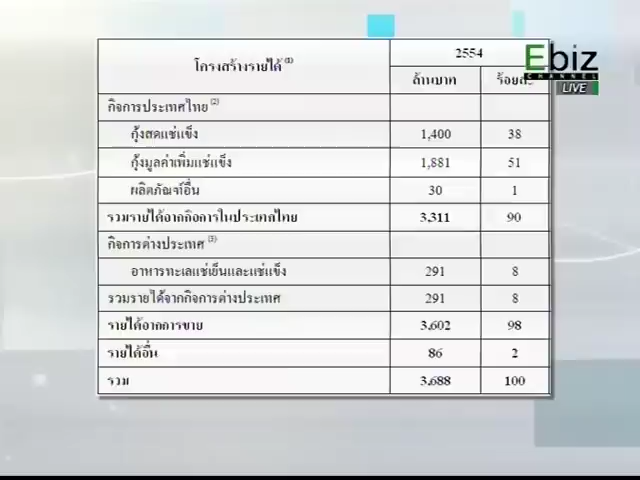 Ebiz
CHANNEL
LIVE
โครงสร้างรายได้ (1) 2554
ล้านบาท ร้อยละ
กิจการประเทศไทย (2)
กุ้งสดแช่แข็ง 1,400 38
กุ้งมูลค่าเพิ่มแช่แข็ง 1,881 51
ผลิตภัณฑ์อื่น 30 1
รวมรายได้จากกิจการในประเทศไทย 3,311 90
กิจการต่างประเทศ (3)
อาหารทะเลแช่เย็นและแช่แข็ง 291 8
รวมรายได้จากกิจการต่างประเทศ 291 8
รายได้จากการขาย 3,602 98
รายได้อื่น 86 2
รวม 3,688 100